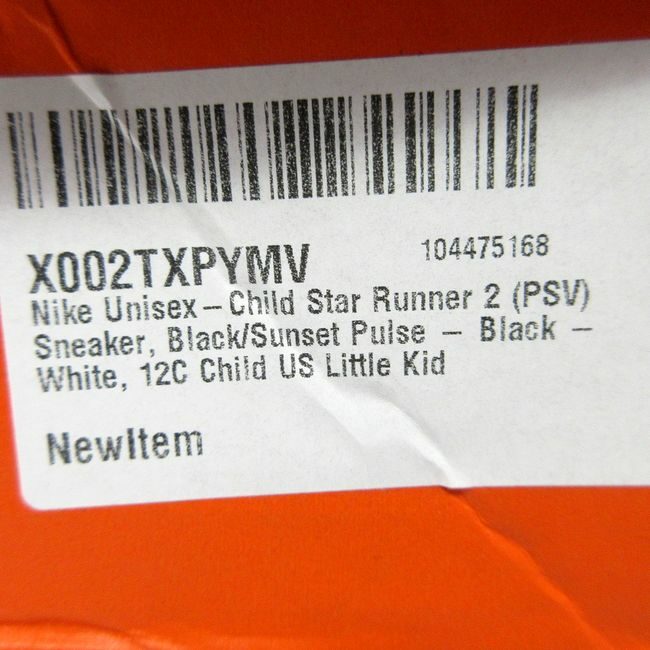 X002TXPYMV 104475168
Nike Unisex-Child Star Runner 2 (PSV)
Sneaker, Black/Sunset Pulse - Black -
White, 12C Child US Little Kid
NewItem